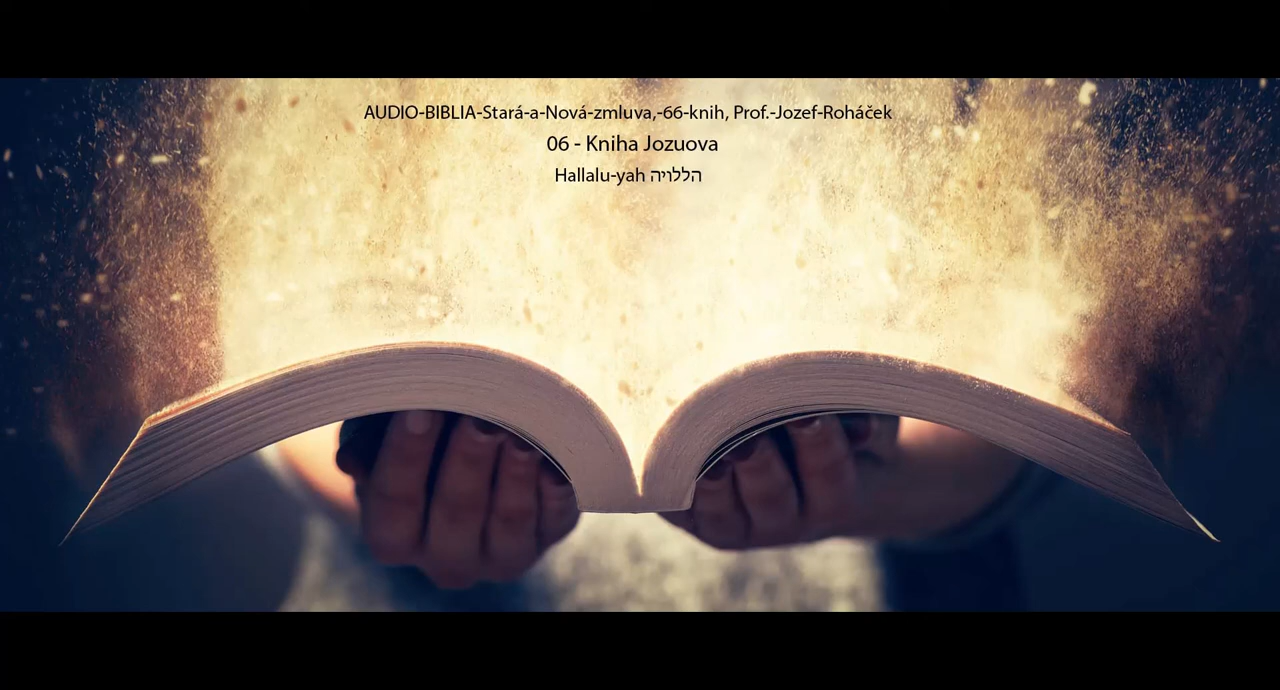 AUDIO-BIBLIA-Stará-a-Nová-zmluva,-66-knih, Prof.-Jozef-Roháček
06 - Kniha Jozuova
Hallalu-yah הללויה